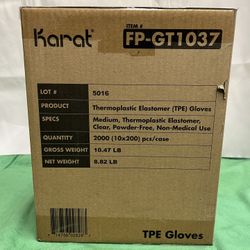 Karat®
ITEM #
FP-GT1037
LOT #
5016
PRODUCT
Thermoplastic Elastomer (TPE) Gloves
SPECS
Medium, Thermoplastic Elastomer,
Clear, Powder-Free, Non-Medical Use
QUANTITY
2000 (10x200) pcs/case
GROSS WEIGHT
10.47 LB
NET WEIGHT
8.82 LB
TPE Gloves